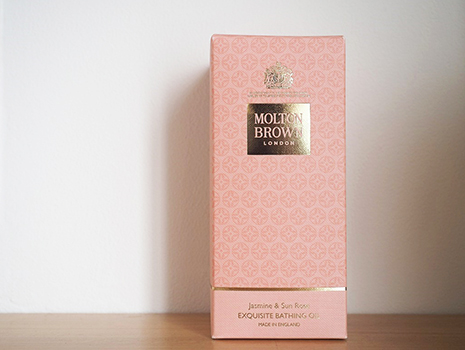 MOLTON
BROWN
LONDON
Jasmine & Sun Rose
EXQUISITE BATHING OIL
MADE IN ENGLAND